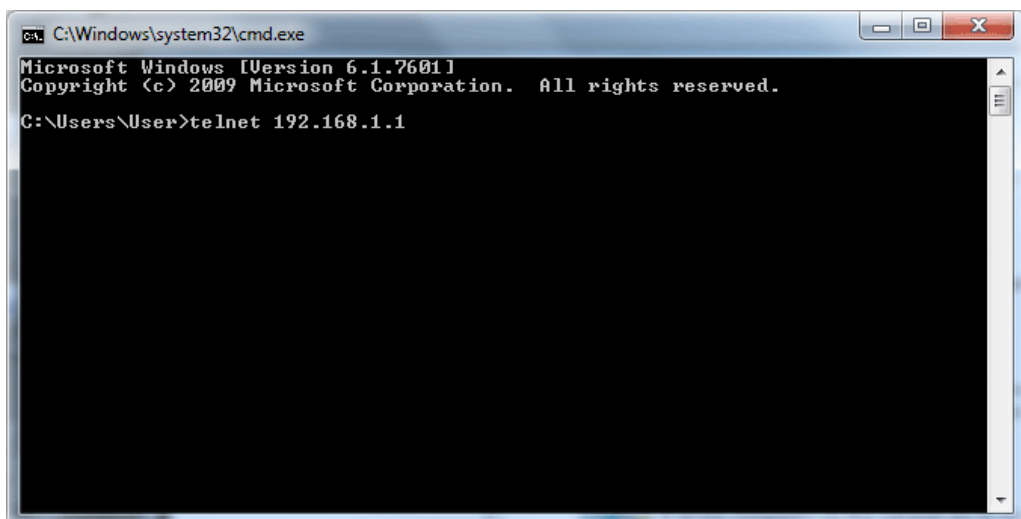 C:\Windows\system32\cmd.exe
Microsoft Windows [Version 6.1.7601]
Copyright (c) 2009 Microsoft Corporation.  All rights reserved.
C:\Users\User>telnet 192.168.1.1